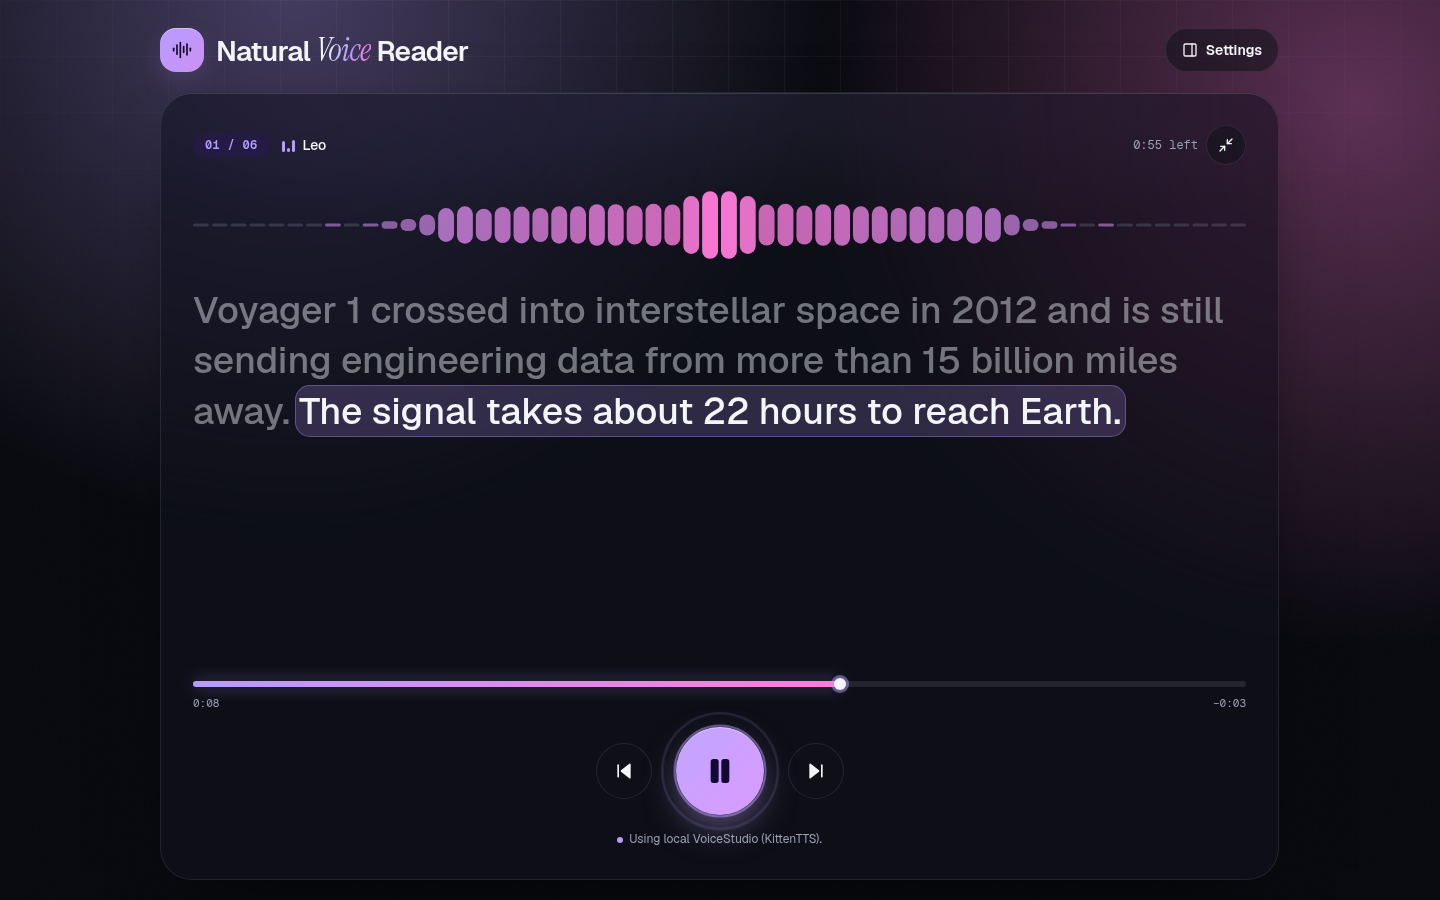 Natural Voice Reader
Settings
01 / 06
Leo
0:55 left
Voyager 1 crossed into interstellar space in 2012 and is still
sending engineering data from more than 15 billion miles
away. The signal takes about 22 hours to reach Earth.
0:08
−0:03
Using local VoiceStudio (KittenTTS).